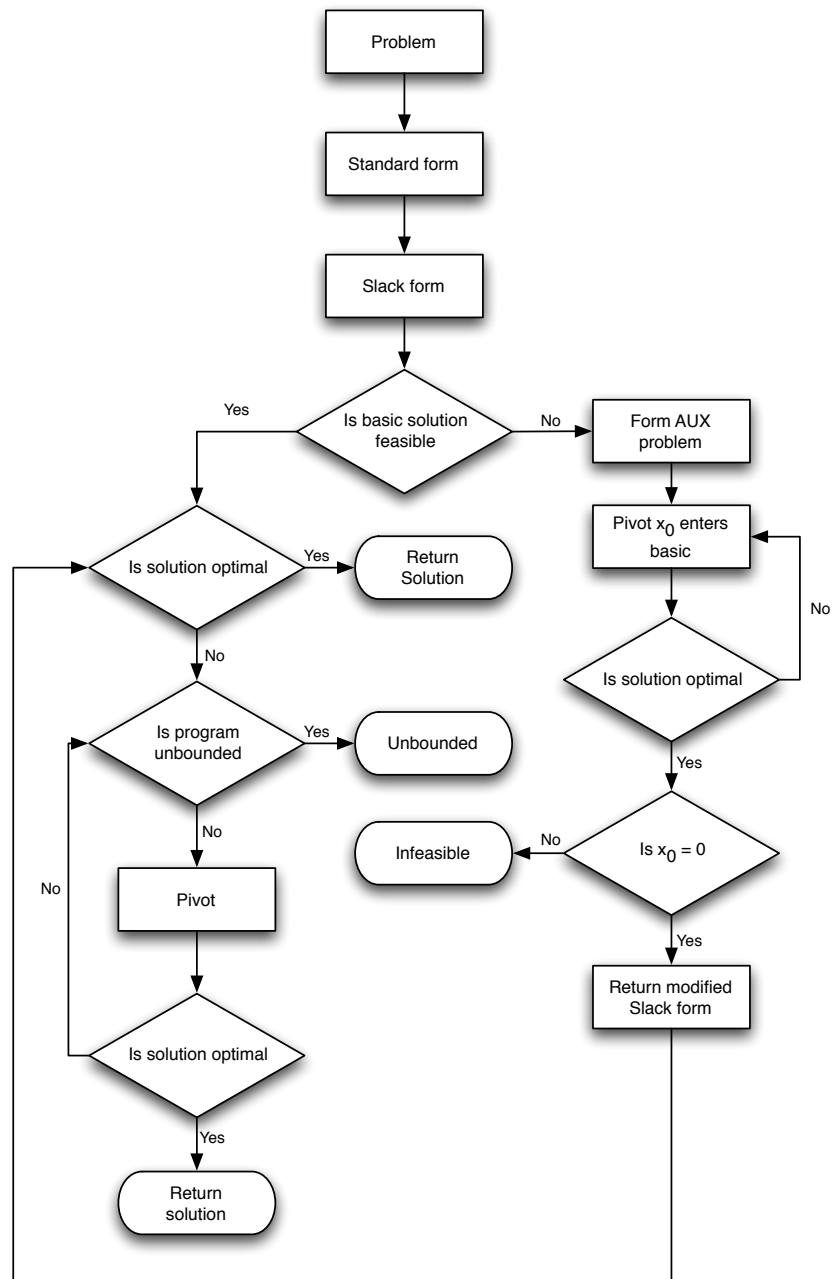 Problem
Standard form
Slack form
Is basic solution
feasible
Yes
No
Form AUX
problem
Pivot x0 enters
basic
No
Is solution optimal
Yes
Return
Solution
No
Is solution optimal
Yes
Is program
unbounded
Yes
Unbounded
No
Is x0 = 0
No
Infeasible
Yes
No
Pivot
Return modified
Slack form
Is solution optimal
Yes
Return
solution